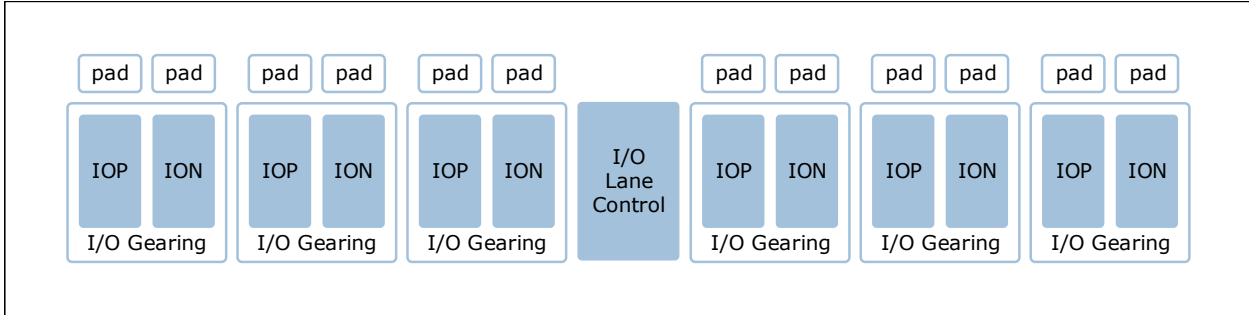 pad pad pad pad pad pad pad pad pad pad pad pad
IOP ION IOP ION IOP ION I/O Lane Control IOP ION IOP ION IOP ION
I/O Gearing I/O Gearing I/O Gearing I/O Gearing I/O Gearing I/O Gearing